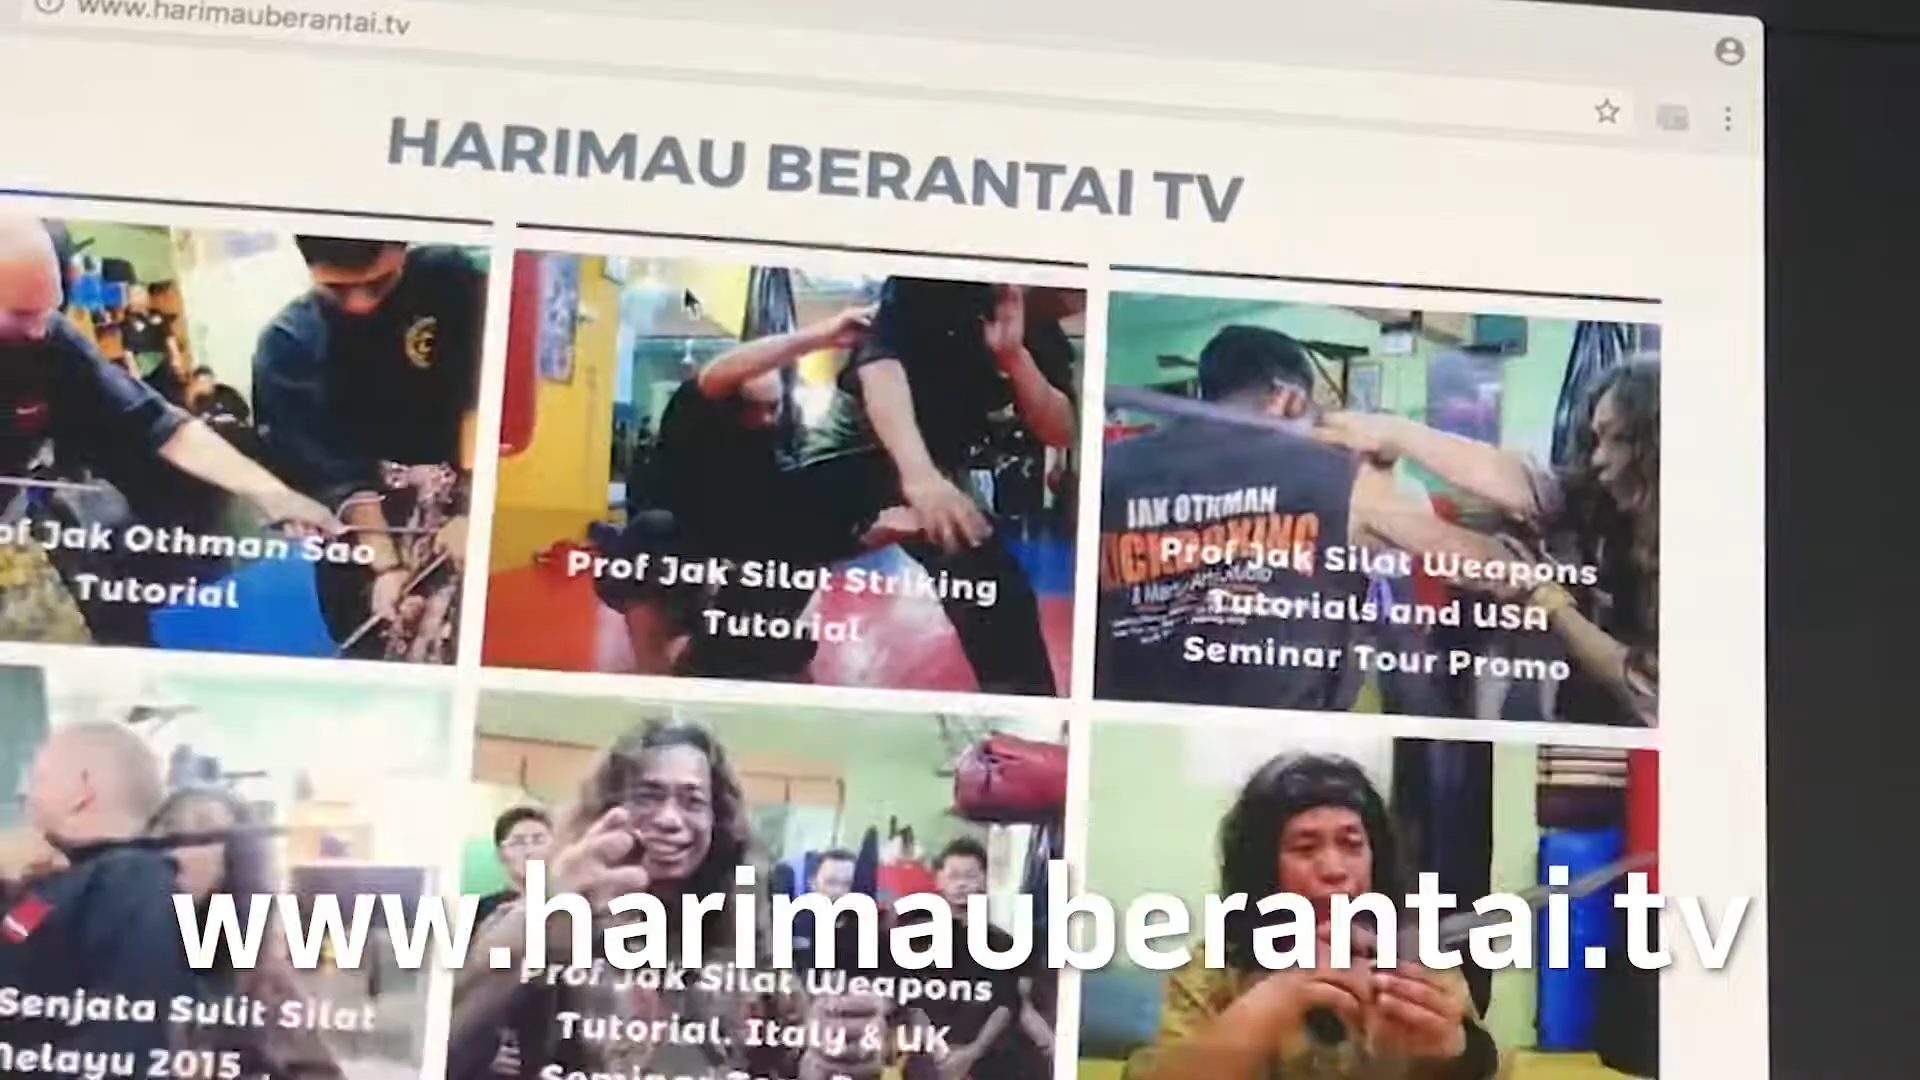 www.harimauberantai.tv
HARIMAU BERANTAI TV
Jak Othman Sao
Tutorial
Prof Jak Silat Striking
Tutorial
JAK OTHMAN
KICKBOXING
Prof Jak Silat Weapons
Tutorials and USA
Seminar Tour Promo
www.harimauberantai.tv
Senjata Sulit Silat
Melayu 2015
Prof Jak Silat Weapons
Tutorial. Italy & UK